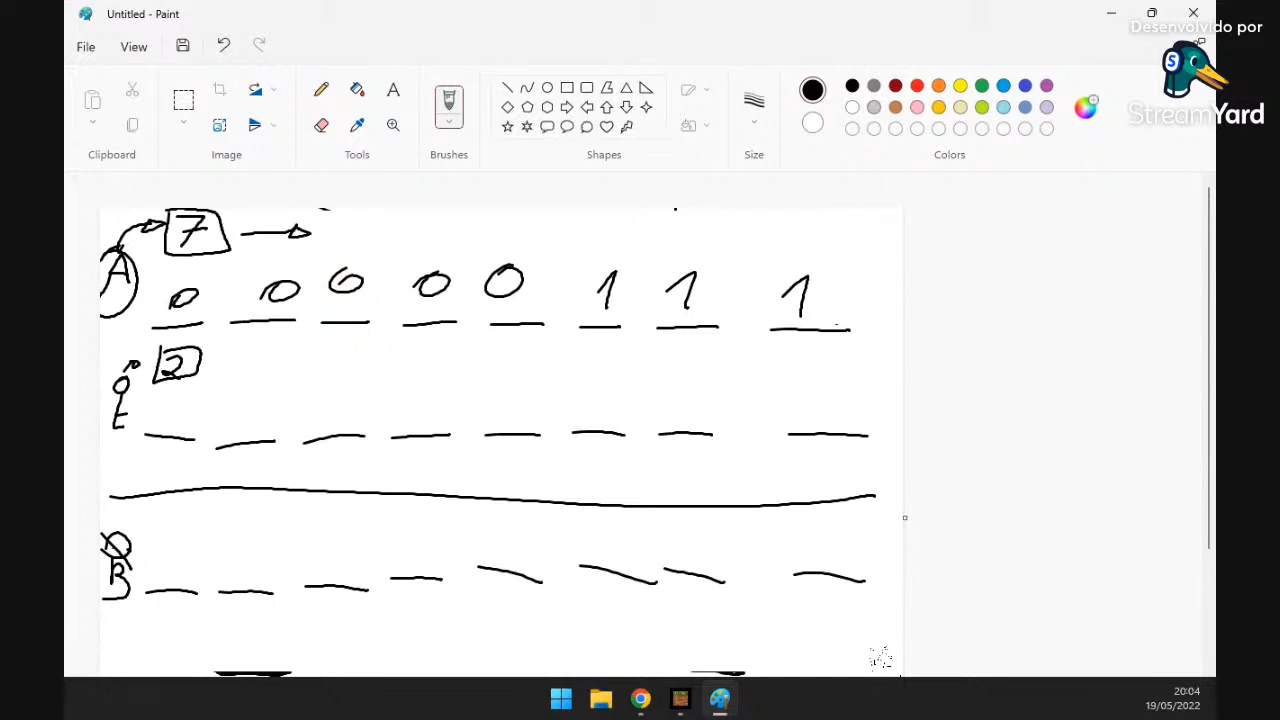 Untitled - Paint
Desenvolvido por
File View
StreamYard
Clipboard Image Tools Brushes Shapes Size Colors
7
A
0 0 0 0 0 1 1 1
2
B
20:04
19/05/2022